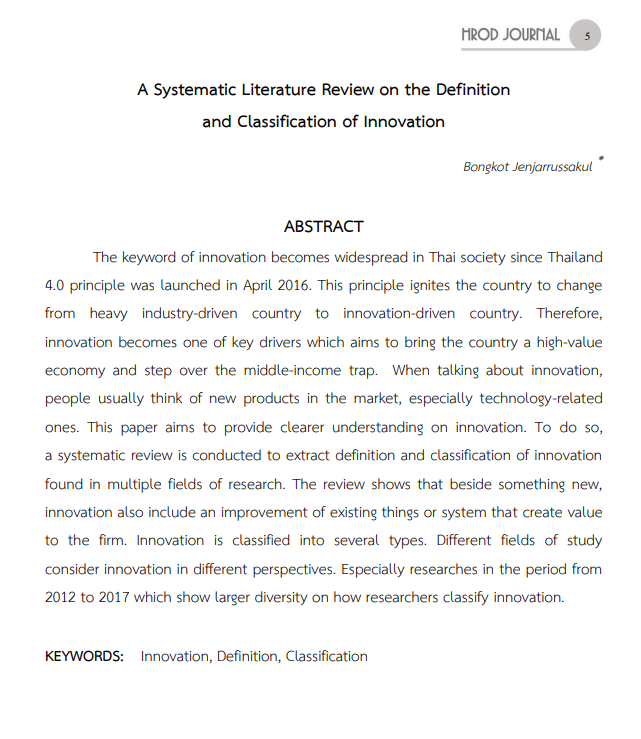 HROD JOURNAL 5
A Systematic Literature Review on the Definition
and Classification of Innovation
Bongkot Jenjarrussakul *
ABSTRACT
The keyword of innovation becomes widespread in Thai society since Thailand
4.0 principle was launched in April 2016. This principle ignites the country to change
from heavy industry-driven country to innovation-driven country. Therefore,
innovation becomes one of key drivers which aims to bring the country a high-value
economy and step over the middle-income trap. When talking about innovation,
people usually think of new products in the market, especially technology-related
ones. This paper aims to provide clearer understanding on innovation. To do so,
a systematic review is conducted to extract definition and classification of innovation
found in multiple fields of research. The review shows that beside something new,
innovation also include an improvement of existing things or system that create value
to the firm. Innovation is classified into several types. Different fields of study
consider innovation in different perspectives. Especially researches in the period from
2012 to 2017 which show larger diversity on how researchers classify innovation.
KEYWORDS: Innovation, Definition, Classification